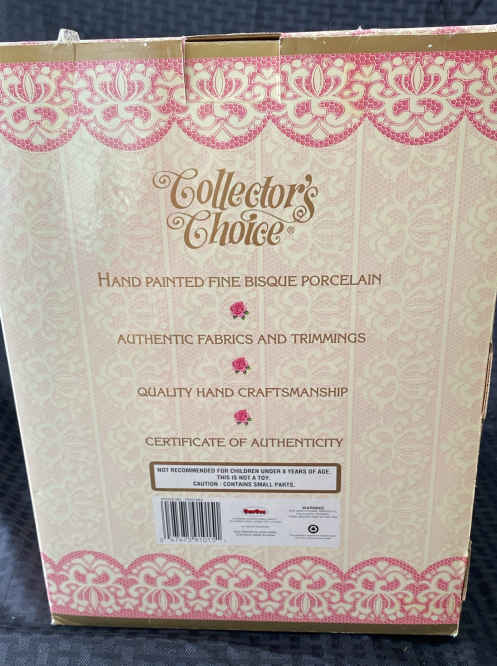 Collector's
Choice®
HAND PAINTED FINE BISQUE PORCELAIN
AUTHENTIC FABRICS AND TRIMMINGS
QUALITY HAND CRAFTSMANSHIP
CERTIFICATE OF AUTHENTICITY
NOT RECOMMENDED FOR CHILDREN UNDER 8 YEARS OF AGE.
THIS IS NOT A TOY.
CAUTION - CONTAINS SMALL PARTS.
WARNING